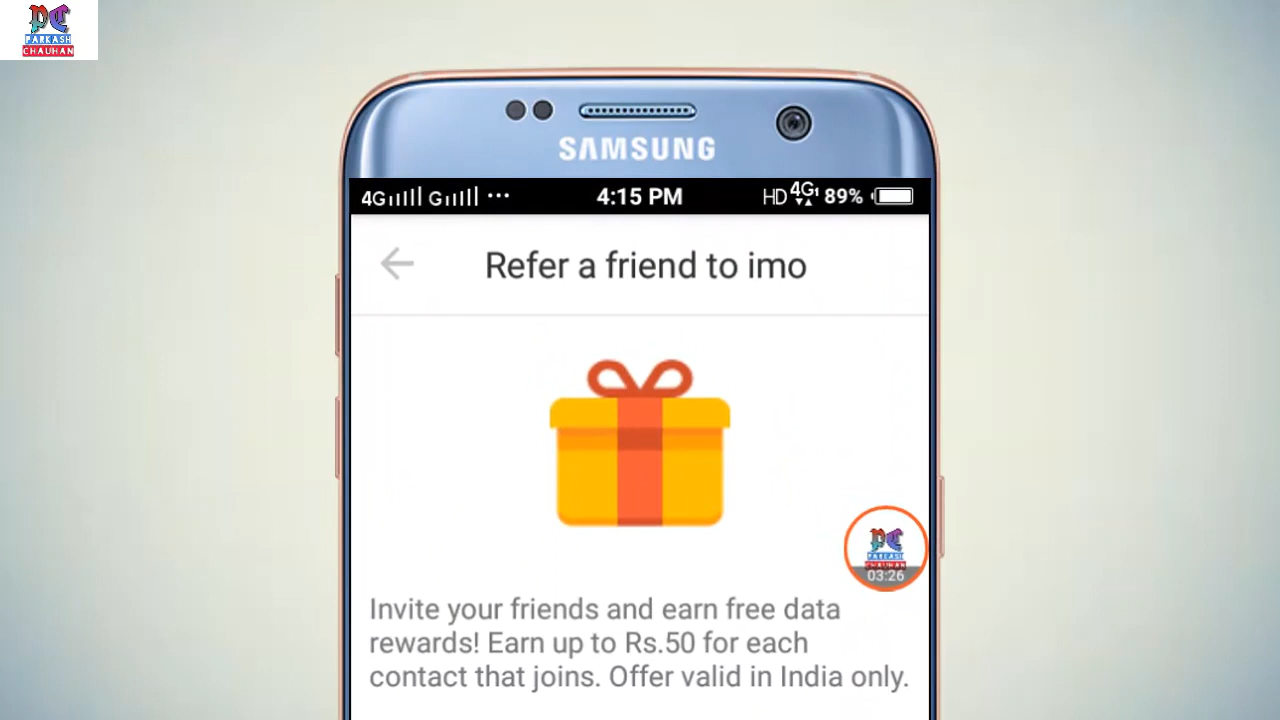 PC
PARKASH
CHAUHAN
SAMSUNG
4G G ... 4:15 PM HD 4G 89%
Refer a friend to imo
PC
PARKASH
CHAUHAN
03:26
Invite your friends and earn free data
rewards! Earn up to Rs.50 for each
contact that joins. Offer valid in India only.